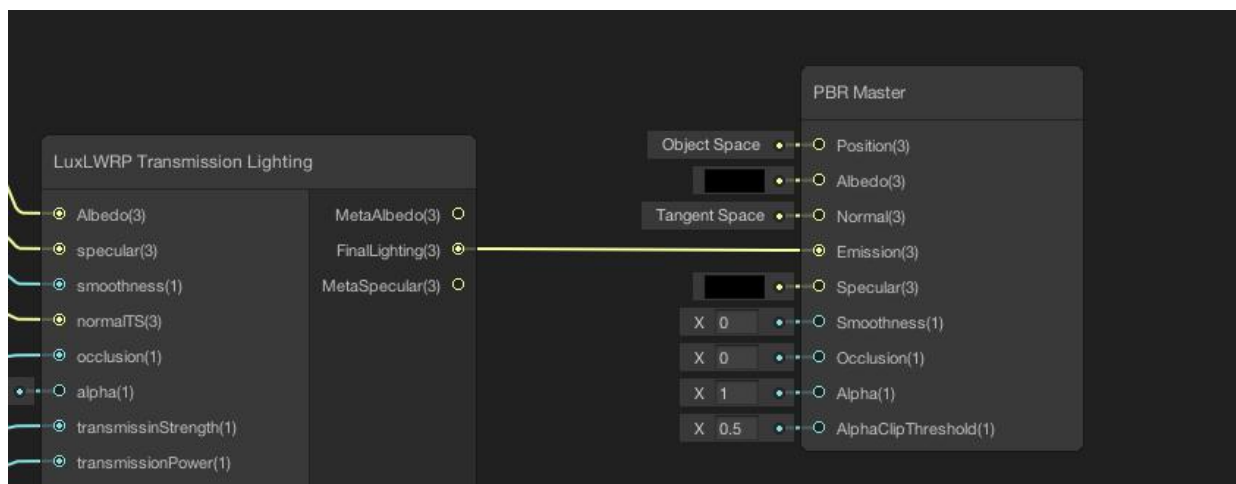 PBR Master
Object Space
Position(3)
Albedo(3)
Tangent Space
Normal(3)
Emission(3)
Specular(3)
X 0
Smoothness(1)
X 0
Occlusion(1)
X 1
Alpha(1)
X 0.5
AlphaClipThreshold(1)
LuxLWRP Transmission Lighting
Albedo(3)
MetaAlbedo(3)
specular(3)
FinalLighting(3)
smoothness(1)
MetaSpecular(3)
normalTS(3)
occlusion(1)
alpha(1)
transmissinStrength(1)
transmissionPower(1)